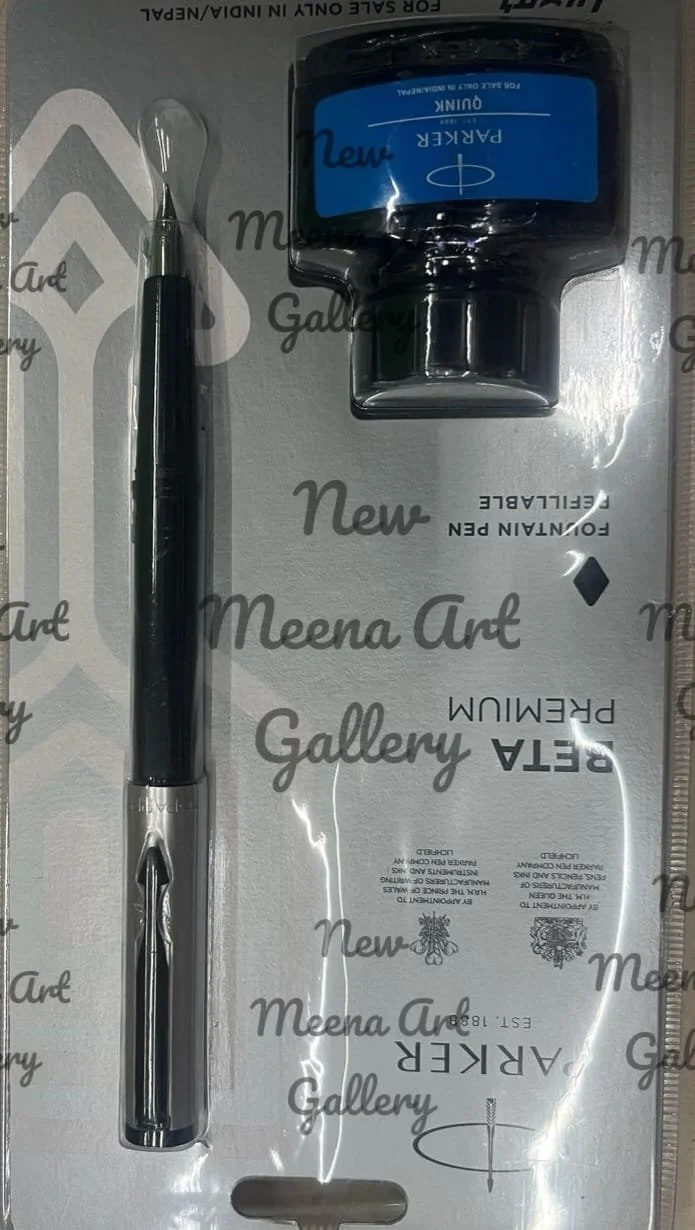 PARKER
EST. 1888
BY APPOINTMENT TO
H.M. THE QUEEN
MANUFACTURERS OF
PENS, PENCILS AND INKS
PARKER PEN COMPANY
LICHFIELD
BY APPOINTMENT TO
H.R.H. THE PRINCE OF WALES
MANUFACTURERS OF WRITING
INSTRUMENTS AND INKS
PARKER PEN COMPANY
LICHFIELD
BETA
PREMIUM
FOUNTAIN PEN
REFILLABLE
PARKER
EST. 1888
QUINK
FOR SALE ONLY IN INDIA/NEPAL
FOR SALE ONLY IN INDIA/NEPAL
New
Meena Art
Gallery
New
Meena Art
Gallery
New
Meena Art
Gallery
Art
Art
Art
Meen